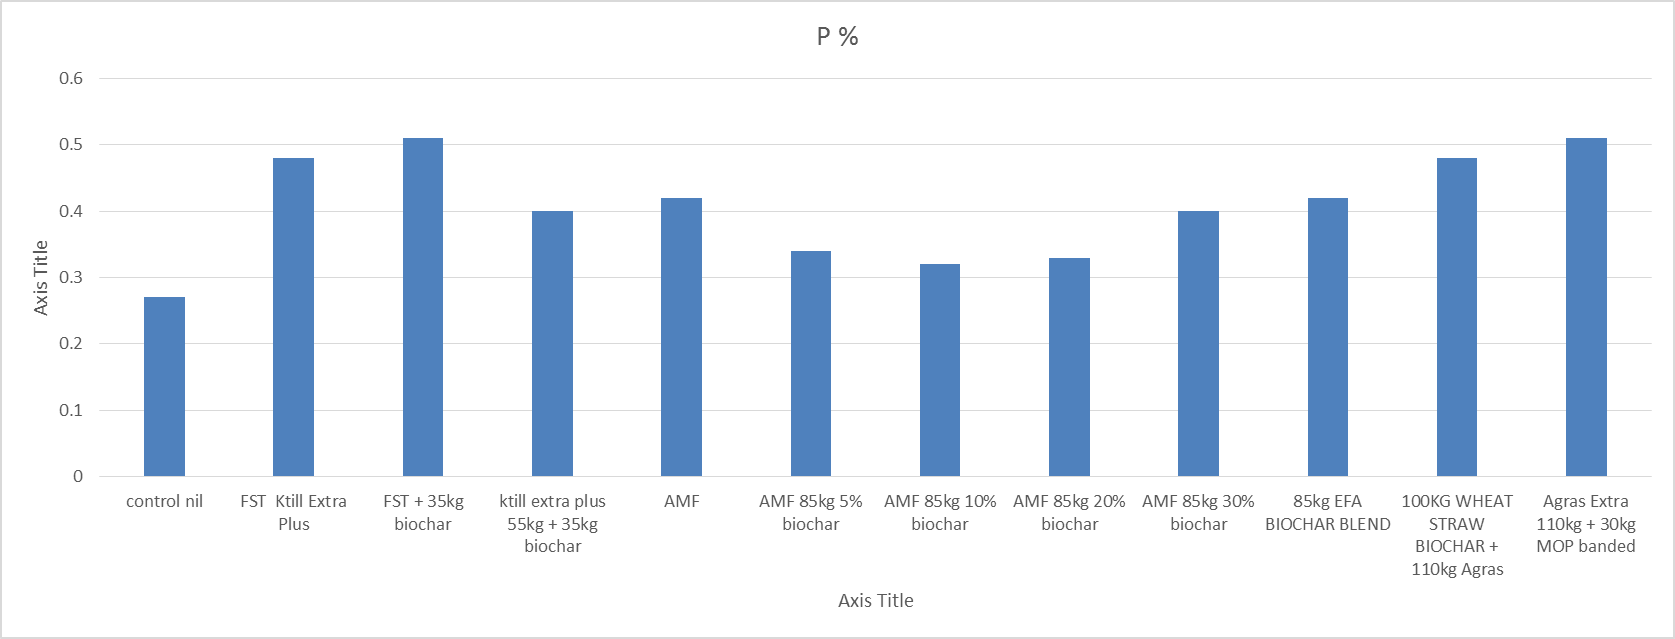 P %
0.6
0.5
0.4
0.3
0.2
0.1
0
Axis Title
control nil
FST  Ktill Extra
Plus
FST + 35kg
biochar
ktill extra plus
55kg + 35kg
biochar
AMF
AMF 85kg 5%
biochar
AMF 85kg 10%
biochar
AMF 85kg 20%
biochar
AMF 85kg 30%
biochar
85kg EFA
BIOCHAR BLEND
100KG WHEAT
STRAW
BIOCHAR +
110kg Agras
Agras Extra
110kg + 30kg
MOP banded
Axis Title